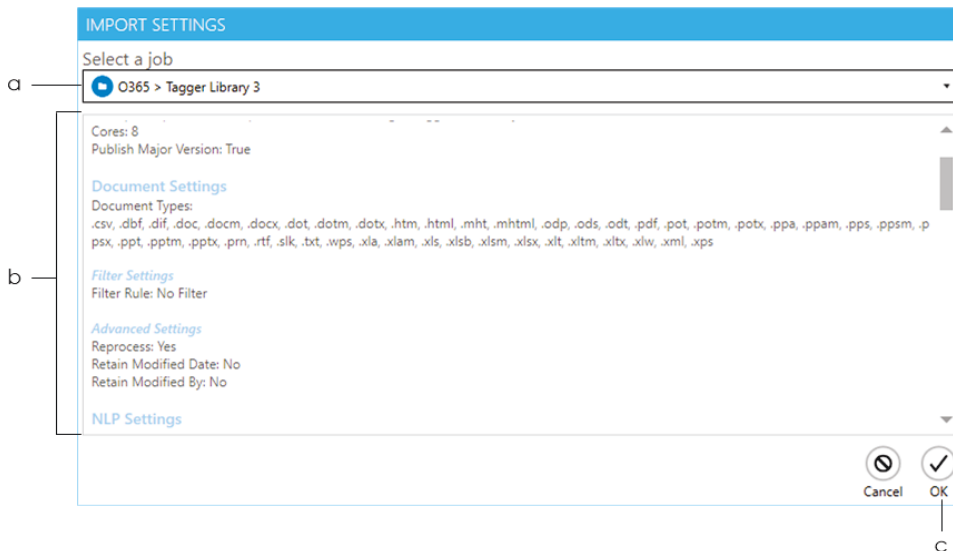 IMPORT SETTINGS
Select a job
a
O365 > Tagger Library 3
b
Cores: 8
Publish Major Version: True
Document Settings
Document Types:
.csv, .dbf, .dif, .doc, .docm, .docx, .dot, .dotm, .dotx, .htm, .html, .mht, .mhtml, .odp, .ods, .odt, .pdf, .pot, .potm, .potx, .ppa, .ppam, .pps, .ppsm, .p
psx, .ppt, .pptm, .pptx, .prn, .rtf, .slk, .txt, .wps, .xla, .xlam, .xls, .xlsb, .xlsm, .xlsx, .xlt, .xltm, .xltx, .xlw, .xml, .xps
Filter Settings
Filter Rule: No Filter
Advanced Settings
Reprocess: Yes
Retain Modified Date: No
Retain Modified By: No
NLP Settings
Cancel
OK
c